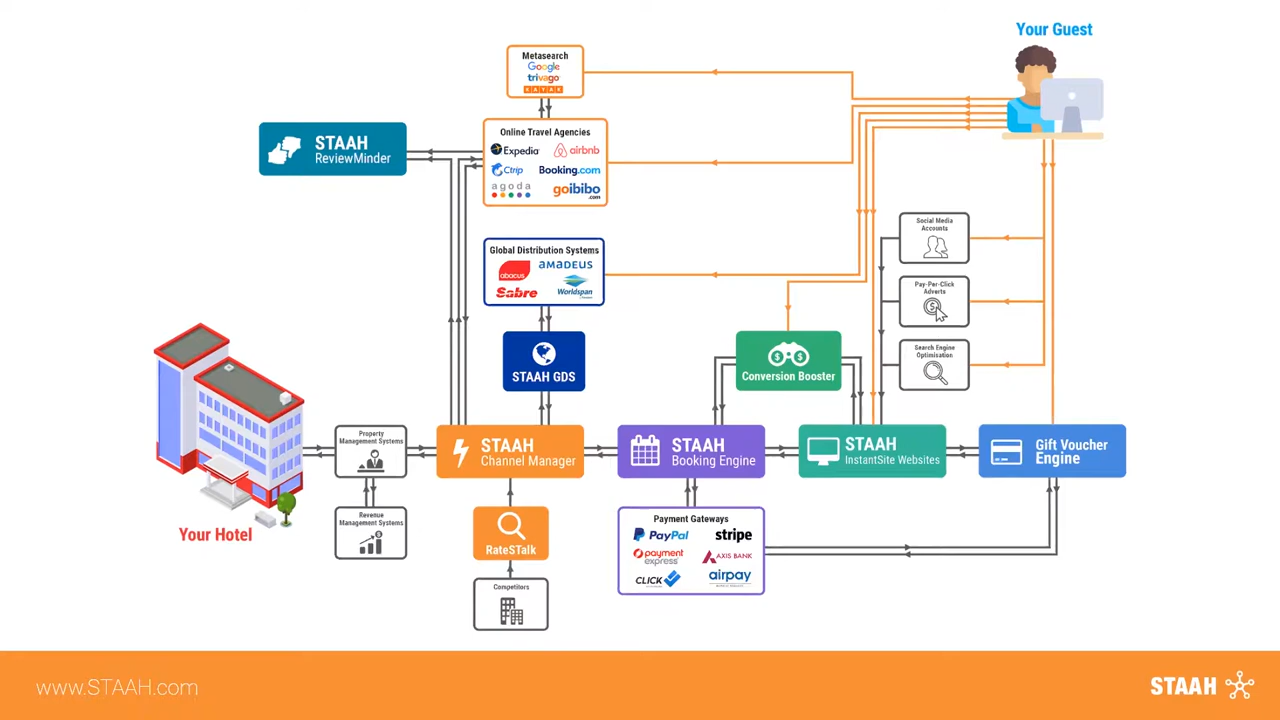 Your Guest
Metasearch
Google
trivago
KAYAK
Online Travel Agencies
Expedia
airbnb
Ctrip
Booking.com
agoda
goibibo
.com
STAAH
ReviewMinder
Social Media
Accounts
Global Distribution Systems
abacus
AMADEUS
Sabre
Worldspan
Pay-Per-Click
Adverts
Search Engine
Optimisation
STAAH GDS
Conversion Booster
Property
Management Systems
STAAH
Channel Manager
STAAH
Booking Engine
STAAH
InstantSite Websites
Gift Voucher
Engine
Your Hotel
Revenue
Management Systems
RateSTalk
Competitors
Payment Gateways
PayPal
stripe
payment
express
AXIS BANK
CLICK
airpay
www.STAAH.com
STAAH